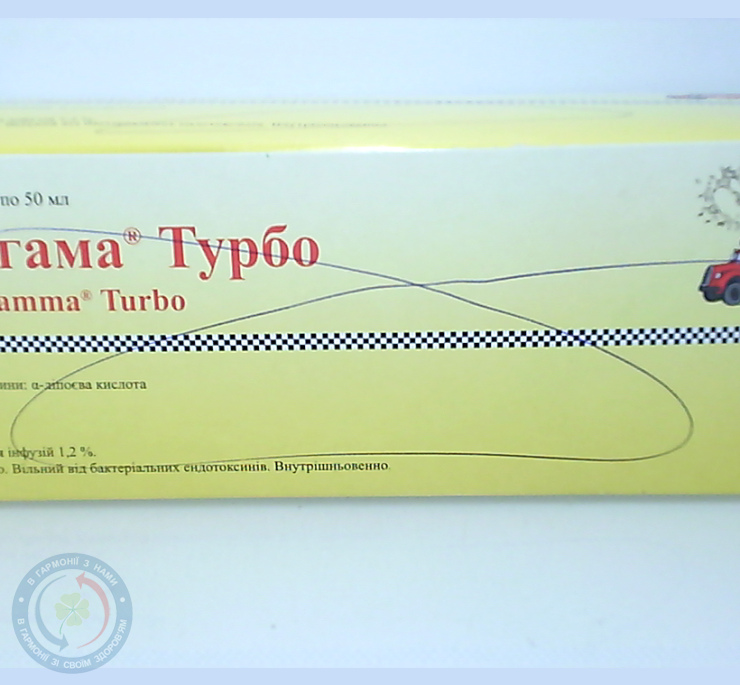 по 50 мл
гама® Турбо
amma® Turbo
ини: α-ліпоєва кислота
інфузій 1,2 %.
Вільний від бактеріальних ендотоксинів. Внутрішньовенно.
В ГАРМОНІЇ З НАМИ
В ГАРМОНІЇ ЗІ СВОЇМ ЗДОРОВ'ЯМ